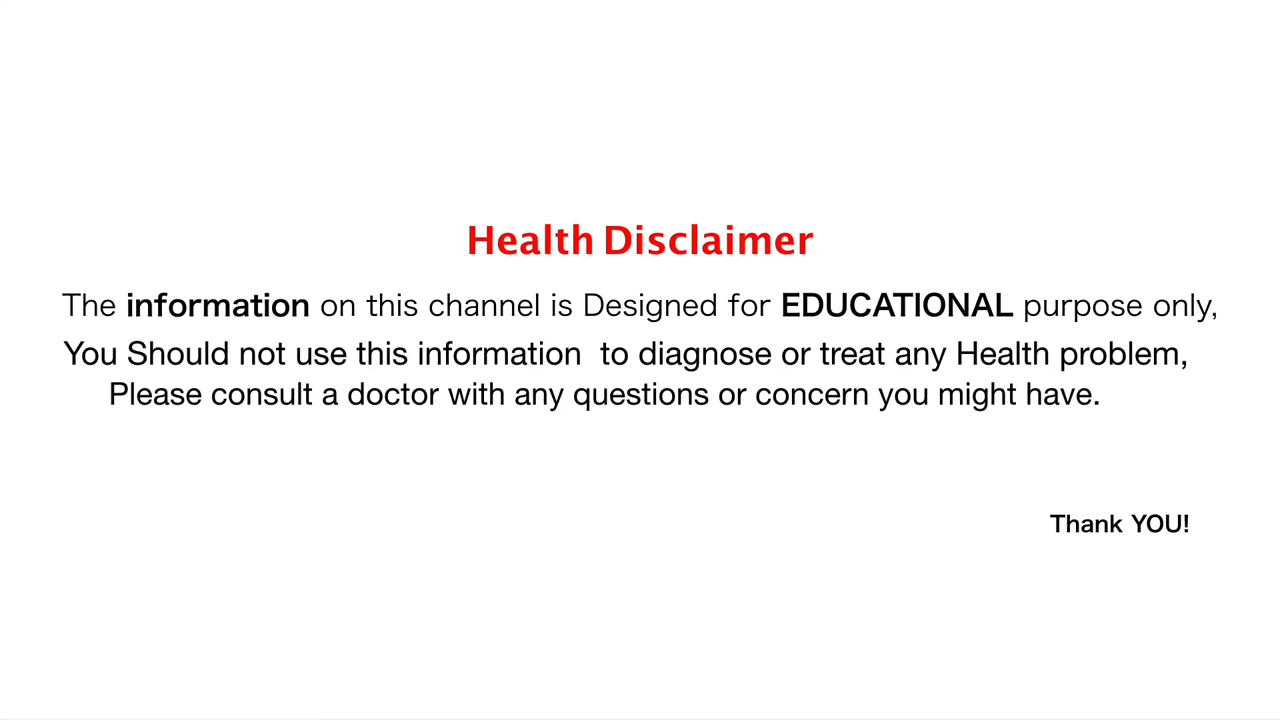 Health Disclaimer
The information on this channel is Designed for EDUCATIONAL purpose only,
You Should not use this information  to diagnose or treat any Health problem,
Please consult a doctor with any questions or concern you might have.
Thank YOU!